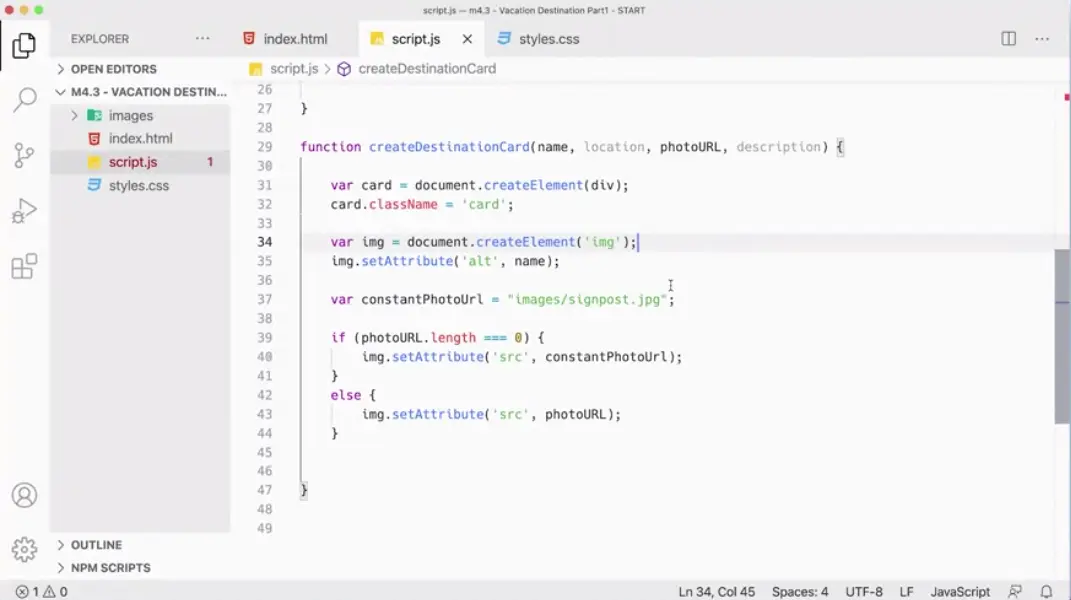 script.js — m4.3 - Vacation Destination Part1 - START
EXPLORER
index.html
script.js
styles.css
OPEN EDITORS
script.js > createDestinationCard
M4.3 - VACATION DESTIN...
images
index.html
script.js 1
styles.css
26
27 }
28
29 function createDestinationCard(name, location, photoURL, description) {
30
31 var card = document.createElement(div);
32 card.className = 'card';
33
34 var img = document.createElement('img');
35 img.setAttribute('alt', name);
36
37 var constantPhotoUrl = "images/signpost.jpg";
38
39 if (photoURL.length === 0) {
40 img.setAttribute('src', constantPhotoUrl);
41 }
42 else {
43 img.setAttribute('src', photoURL);
44 }
45
46
47 }
48
49
OUTLINE
NPM SCRIPTS
1 0
Ln 34, Col 45
Spaces: 4
UTF-8
LF
JavaScript